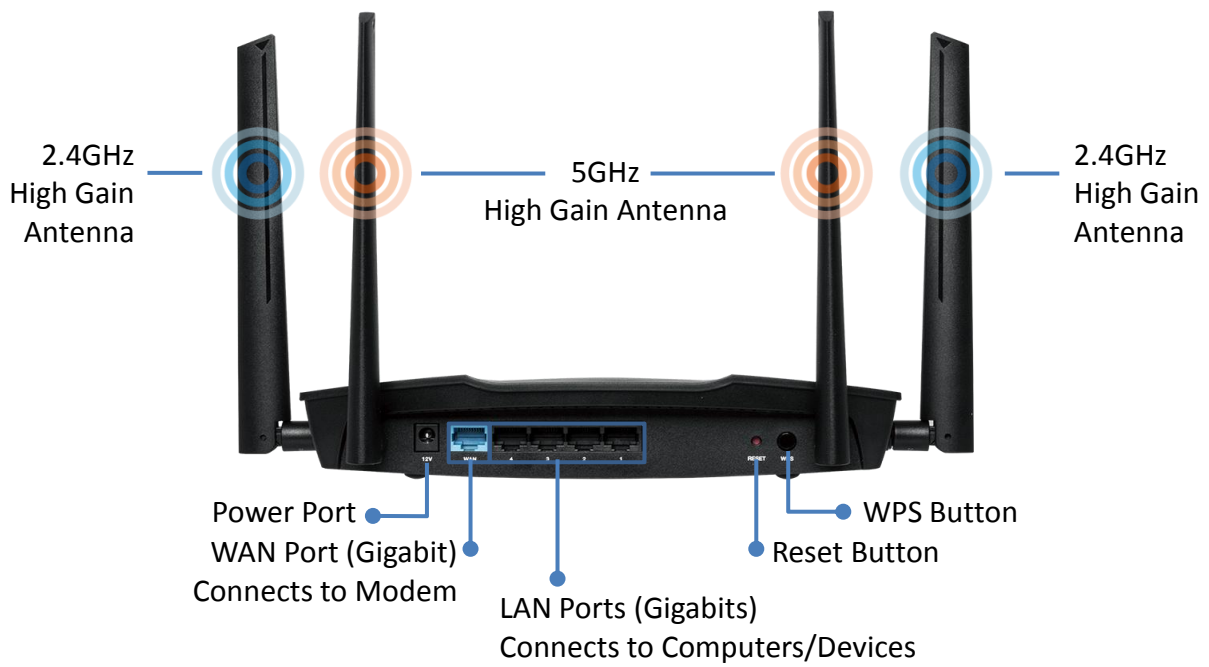 2.4GHz
High Gain
Antenna
5GHz
High Gain Antenna
2.4GHz
High Gain
Antenna
12V
WAN
4
3
2
1
RESET
WPS
Power Port
WAN Port (Gigabit)
Connects to Modem
LAN Ports (Gigabits)
Connects to Computers/Devices
Reset Button
WPS Button